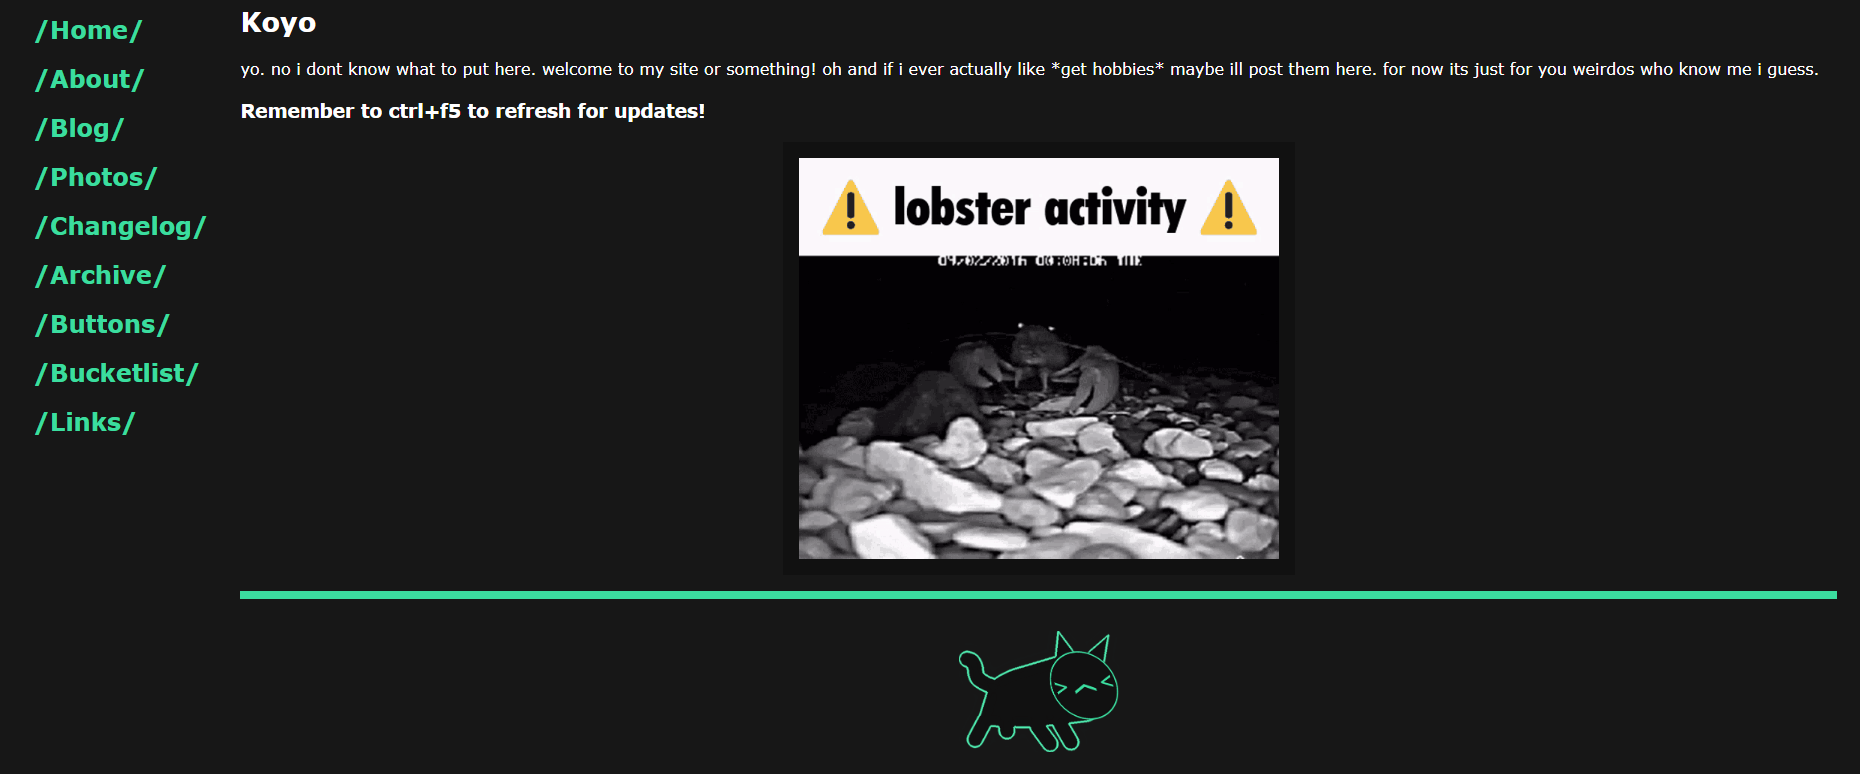 /Home/
/About/
/Blog/
/Photos/
/Changelog/
/Archive/
/Buttons/
/Bucketlist/
/Links/
Koyo
yo. no i dont know what to put here. welcome to my site or something! oh and if i ever actually like *get hobbies* maybe ill post them here. for now its just for you weirdos who know me i guess.
Remember to ctrl+f5 to refresh for updates!
lobster activity